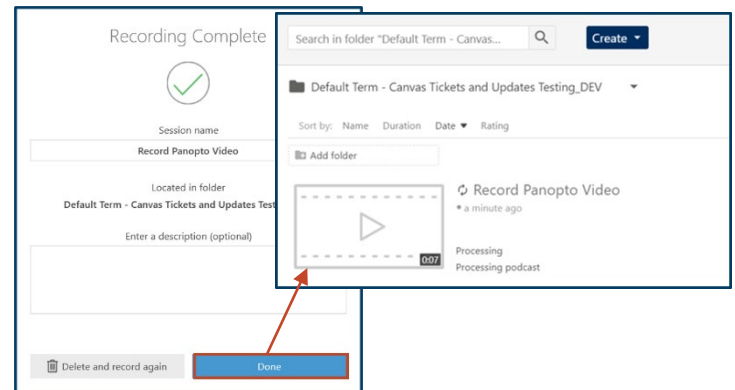 Recording Complete
Session name
Record Panopto Video
Located in folder
Default Term - Canvas Tickets and Updates Test
Enter a description (optional)
Delete and record again
Done
Search in folder "Default Term - Canvas...
Create
Default Term - Canvas Tickets and Updates Testing_DEV
Sort by: Name Duration Date Rating
Add folder
Record Panopto Video
a minute ago
0:07
Processing
Processing podcast